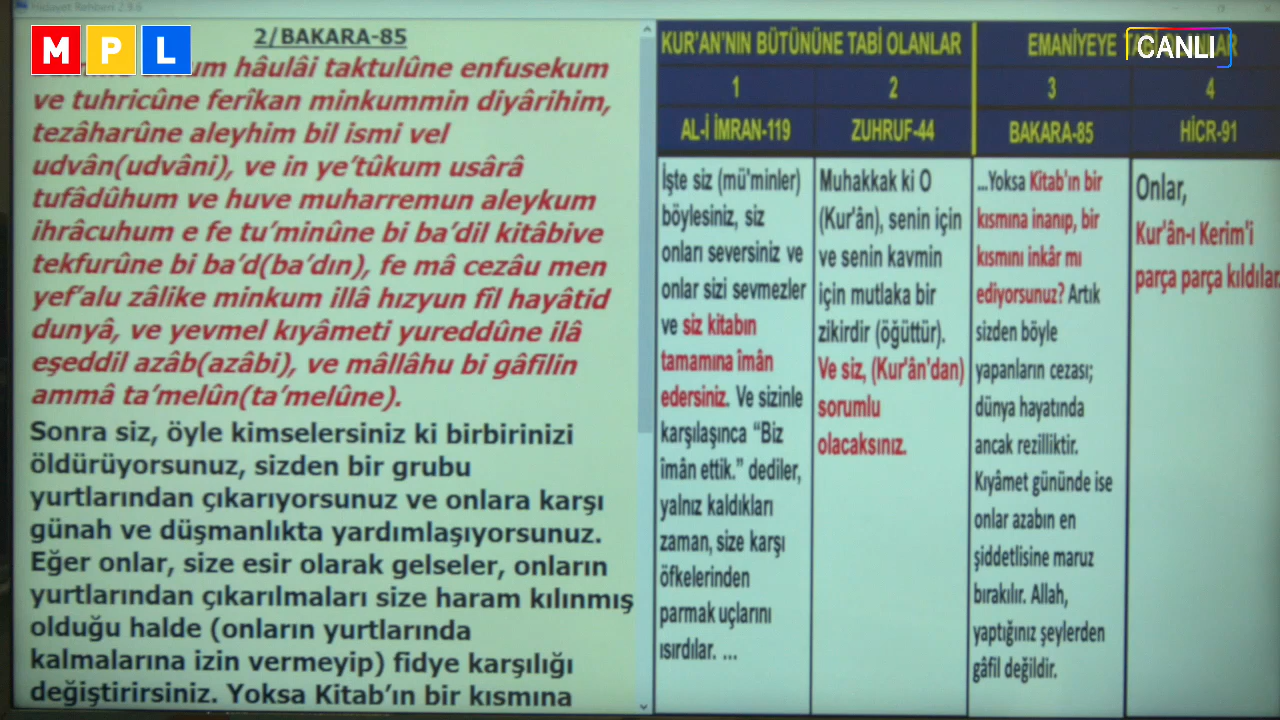 Hidayet Rehberi 2.9.6
MPL
CANLI
2/BAKARA-85
hâulâi taktulûne enfusekum
ve tuhricûne ferîkan minkummin diyârihim,
tezâharûne aleyhim bil ismi vel
udvân(udvâni), ve in ye’tûkum usârâ
tufâdûhum ve huve muharremun aleykum
ihrâcuhum e fe tu’minûne bi ba’dil kitâbive
tekfurûne bi ba’d(ba’dın), fe mâ cezâu men
yef’alu zâlike minkum illâ hızyun fîl hayâtid
dunyâ, ve yevmel kıyâmeti yureddûne ilâ
eşeddil azâb(azâbi), ve mâllâhu bi gâfilin
ammâ ta’melûn(ta’melûne).
Sonra siz, öyle kimselersiniz ki birbirinizi
öldürüyorsunuz, sizden bir grubu
yurtlarından çıkarıyorsunuz ve onlara karşı
günah ve düşmanlıkta yardımlaşıyorsunuz.
Eğer onlar, size esir olarak gelseler, onların
yurtlarından çıkarılmaları size haram kılınmış
olduğu halde (onların yurtlarında
kalmalarına izin vermeyip) fidye karşılığı
değiştirirsiniz. Yoksa Kitab’ın bir kısmına
KUR’AN’NIN BÜTÜNÜNE TABİ OLANLAR
EMANİYEYE
1
2
3
4
AL-İ İMRAN-119
ZUHRUF-44
BAKARA-85
HİCR-91
İşte siz (mü'minler)
böylesiniz, siz
onları seversiniz ve
onlar sizi sevmezler
ve siz kitabın
tamamına îmân
edersiniz. Ve sizinle
karşılaşınca “Biz
îmân ettik.” dediler,
yalnız kaldıkları
zaman, size karşı
öfkelerinden
parmak uçlarını
ısırdılar. ...
Muhakkak ki O
(Kur'ân), senin için
ve senin kavmin
için mutlaka bir
zikirdir (öğüttür).
Ve siz, (Kur'ân'dan)
sorumlu
olacaksınız.
...Yoksa Kitab'ın bir
kısmına inanıp, bir
kısmını inkâr mı
ediyorsunuz? Artık
sizden böyle
yapanların cezası;
dünya hayatında
ancak rezilliktir.
Kıyâmet gününde ise
onlar azabın en
şiddetlisine maruz
bırakılır. Allah,
yaptığınız şeylerden
gâfil değildir.
Onlar,
Kur'ân-ı Kerim'i
parça parça kıldılar.